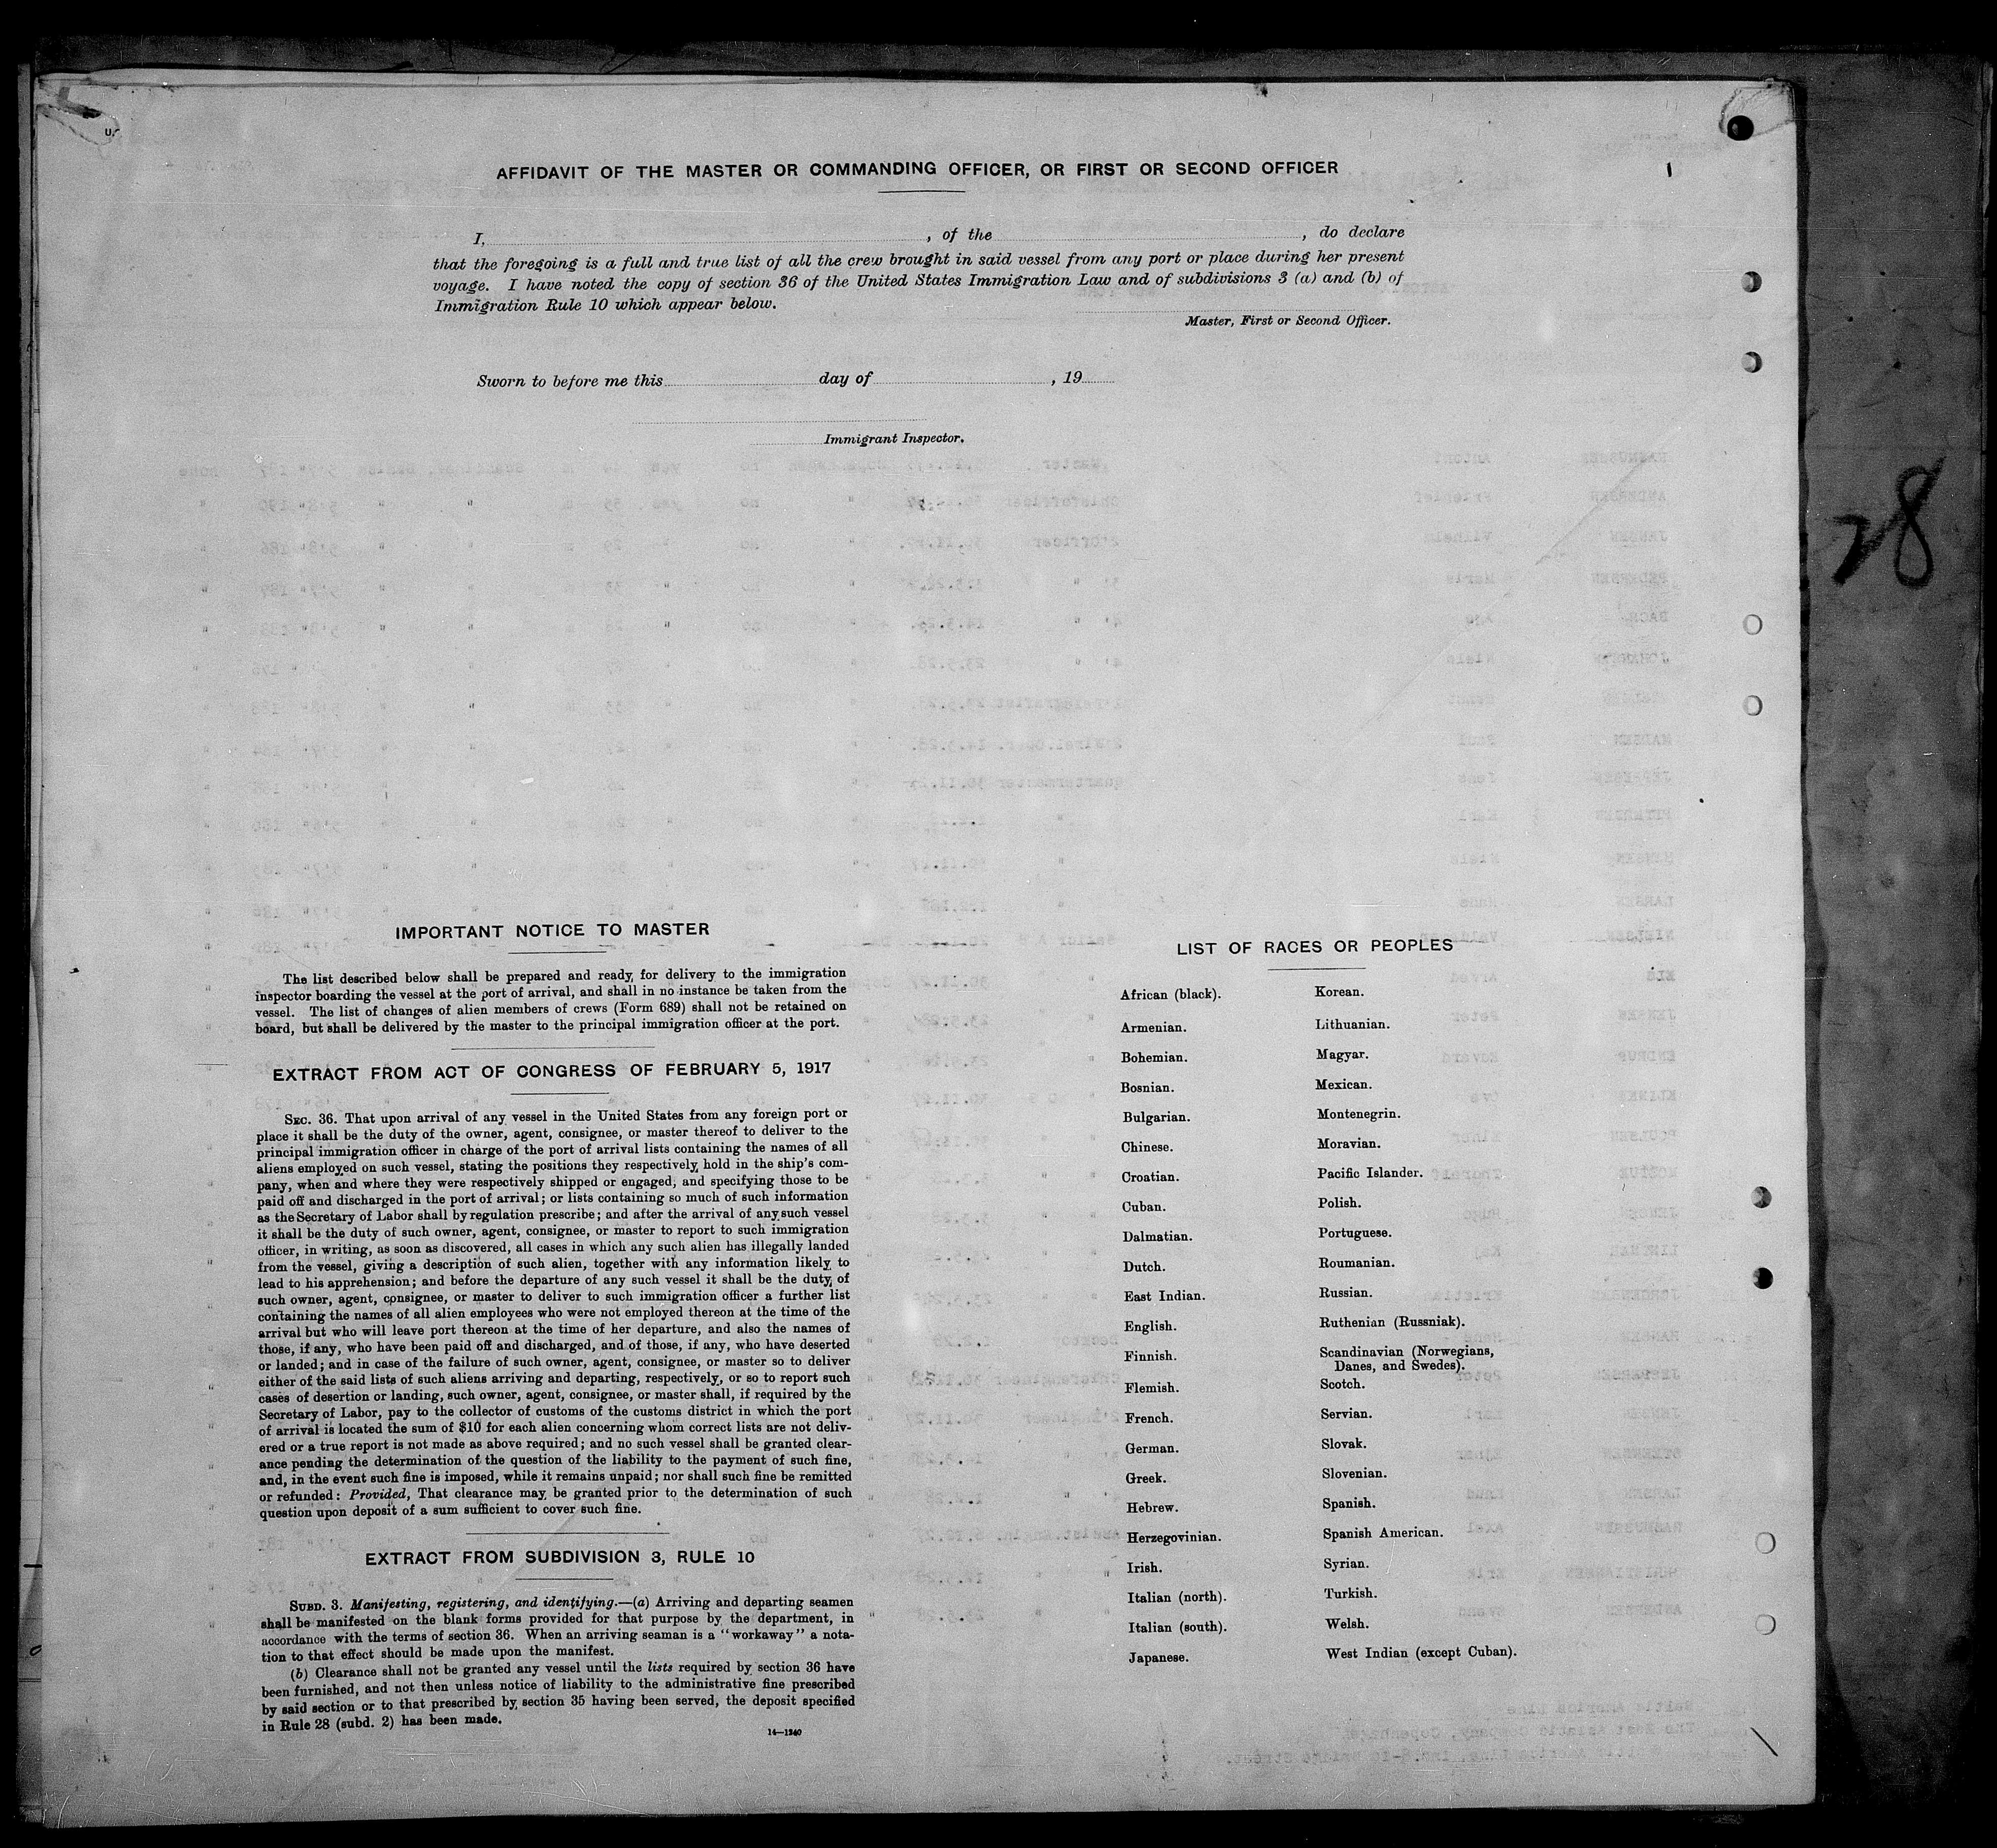 AFFIDAVIT OF THE MASTER OR COMMANDING OFFICER, OR FIRST OR SECOND OFFICER
I, , of the , do declare
that the foregoing is a full and true list of all the crew brought in said vessel from any port or place during her present
voyage. I have noted the copy of section 36 of the United States Immigration Law and of subdivisions 3 (a) and (b) of
Immigration Rule 10 which appear below.
Master, First or Second Officer.
Sworn to before me this day of , 19
Immigrant Inspector.
28
IMPORTANT NOTICE TO MASTER
The list described below shall be prepared and ready, for delivery to the immigration
inspector boarding the vessel at the port of arrival, and shall in no instance be taken from the
vessel. The list of changes of alien members of crews (Form 689) shall not be retained on
board, but shall be delivered by the master to the principal immigration officer at the port.
EXTRACT FROM ACT OF CONGRESS OF FEBRUARY 5, 1917
SEC. 36. That upon arrival of any vessel in the United States from any foreign port or
place it shall be the duty of the owner, agent, consignee, or master thereof to deliver to the
principal immigration officer in charge of the port of arrival lists containing the names of all
aliens employed on such vessel, stating the positions they respectively hold in the ship's com-
pany, when and where they were respectively shipped or engaged, and specifying those to be
paid off and discharged in the port of arrival; or lists containing so much of such information
as the Secretary of Labor shall by regulation prescribe; and after the arrival of any such vessel
it shall be the duty of such owner, agent, consignee, or master to report to such immigration
officer, in writing, as soon as discovered, all cases in which any such alien has illegally landed
from the vessel, giving a description of such alien, together with any information likely to
lead to his apprehension; and before the departure of any such vessel it shall be the duty of
such owner, agent, consignee, or master to deliver to such immigration officer a further list
containing the names of all alien employees who were not employed thereon at the time of the
arrival but who will leave port thereon at the time of her departure, and also the names of
those, if any, who have been paid off and discharged, and of those, if any, who have deserted
or landed; and in case of the failure of such owner, agent, consignee, or master so to deliver
either of the said lists of such aliens arriving and departing, respectively, or so to report such
cases of desertion or landing, such owner, agent, consignee, or master shall, if required by the
Secretary of Labor, pay to the collector of customs of the customs district in which the port
of arrival is located the sum of $10 for each alien concerning whom correct lists are not deliv-
ered or a true report is not made as above required; and no such vessel shall be granted clear-
ance pending the determination of the question of the liability to the payment of such fine,
and, in the event such fine is imposed, while it remains unpaid; nor shall such fine be remitted
or refunded: Provided, That clearance may be granted prior to the determination of such
question upon deposit of a sum sufficient to cover such fine.
EXTRACT FROM SUBDIVISION 3, RULE 10
SUBD. 3. Manifesting, registering, and identifying.—(a) Arriving and departing seamen
shall be manifested on the blank forms provided for that purpose by the department, in
accordance with the terms of section 36. When an arriving seaman is a "workaway" a nota-
tion to that effect should be made upon the manifest.
(b) Clearance shall not be granted any vessel until the lists required by section 36 have
been furnished, and not then unless notice of liability to the administrative fine prescribed
by said section or to that prescribed by section 35 having been served, the deposit specified
in Rule 28 (subd. 2) has been made.
14—1240
LIST OF RACES OR PEOPLES
African (black).
Armenian.
Bohemian.
Bosnian.
Bulgarian.
Chinese.
Croatian.
Cuban.
Dalmatian.
Dutch.
East Indian.
English.
Finnish.
Flemish.
French.
German.
Greek.
Hebrew.
Herzegovinian.
Irish.
Italian (north).
Italian (south).
Japanese.
Korean.
Lithuanian.
Magyar.
Mexican.
Montenegrin.
Moravian.
Pacific Islander.
Polish.
Portuguese.
Roumanian.
Russian.
Ruthenian (Russniak).
Scandinavian (Norwegians,
Danes, and Swedes).
Scotch.
Servian.
Slovak.
Slovenian.
Spanish.
Spanish American.
Syrian.
Turkish.
Welsh.
West Indian (except Cuban).